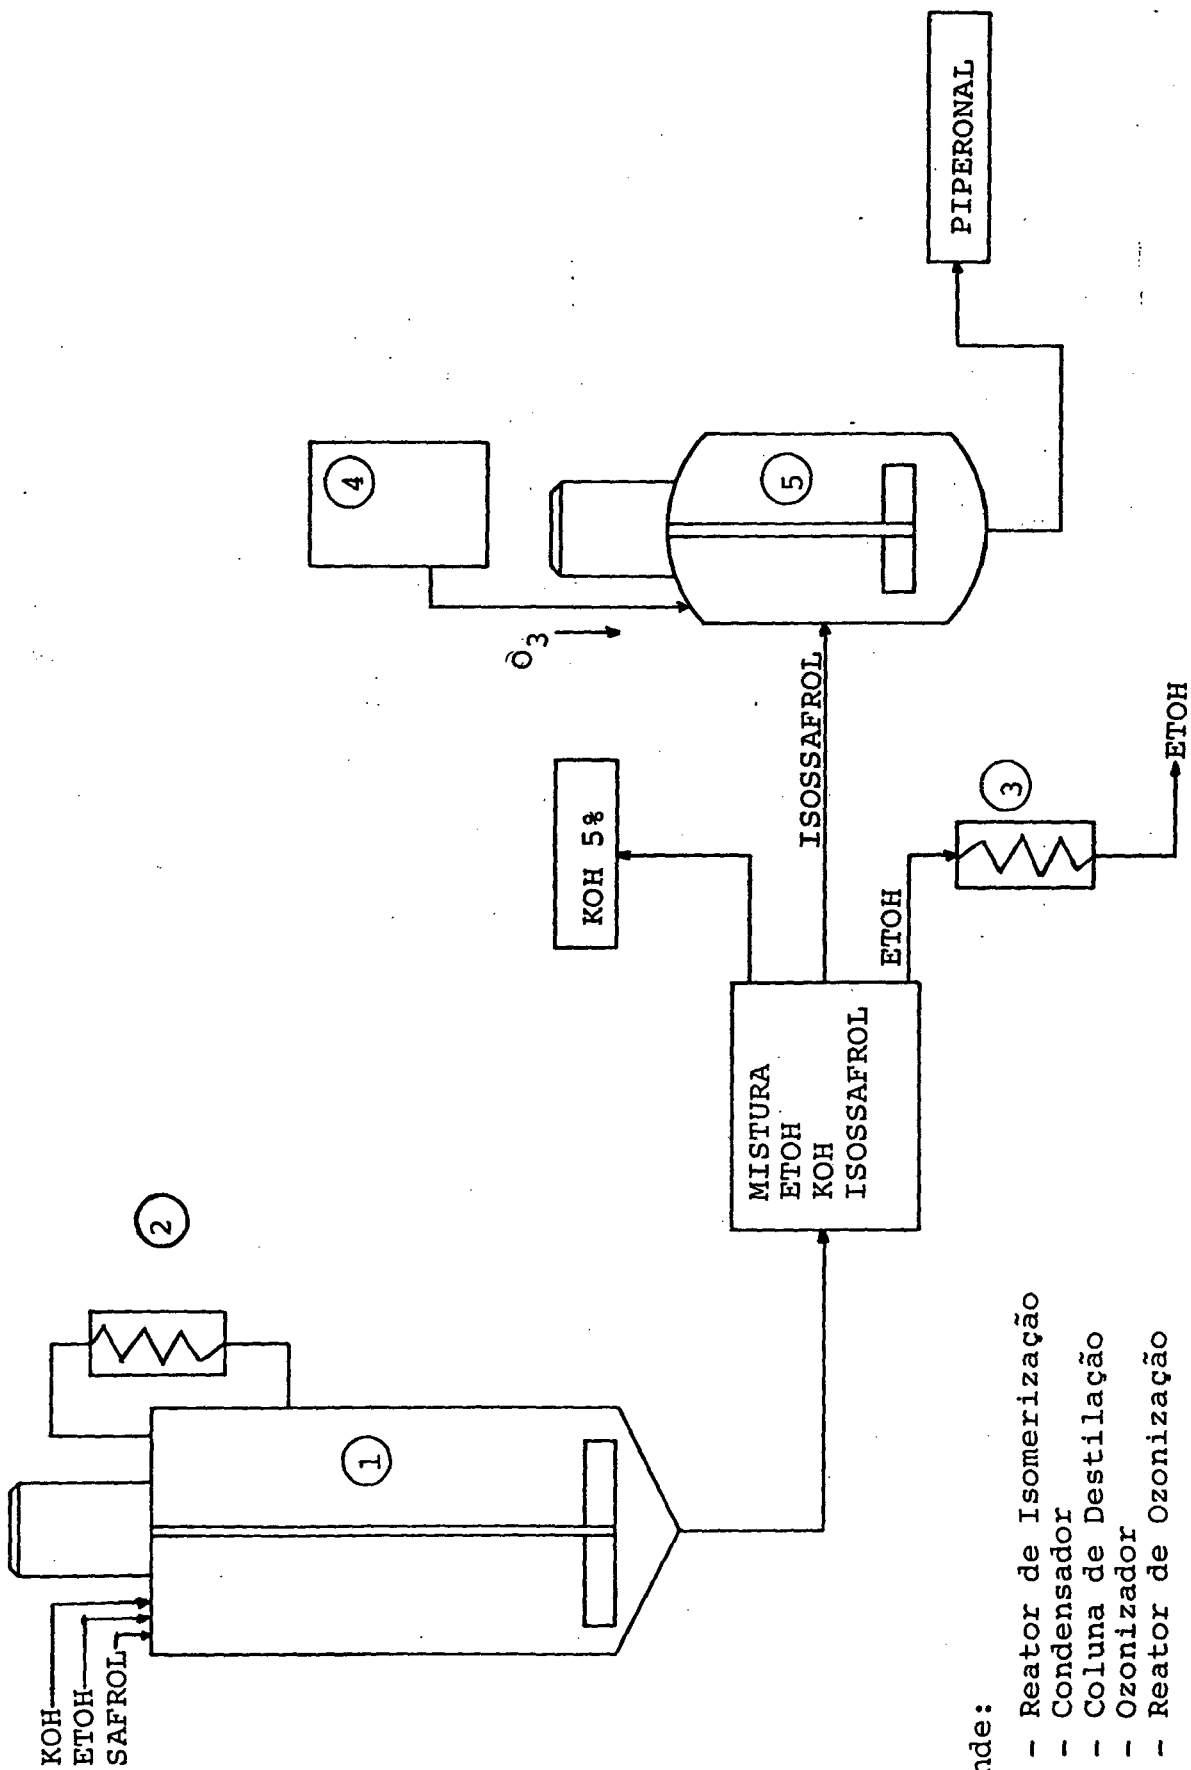 KOH
ETOH
SAFROL
1
2
MISTURA
ETOH
KOH
ISOSSAFROL
KOH 5%
ISOSSAFROL
ETOH
3
ETOH
O3
4
5
PIPERONAL
nde:
- Reator de Isomerização
- Condensador
- Coluna de Destilação
- Ozonizador
- Reator de Ozonização